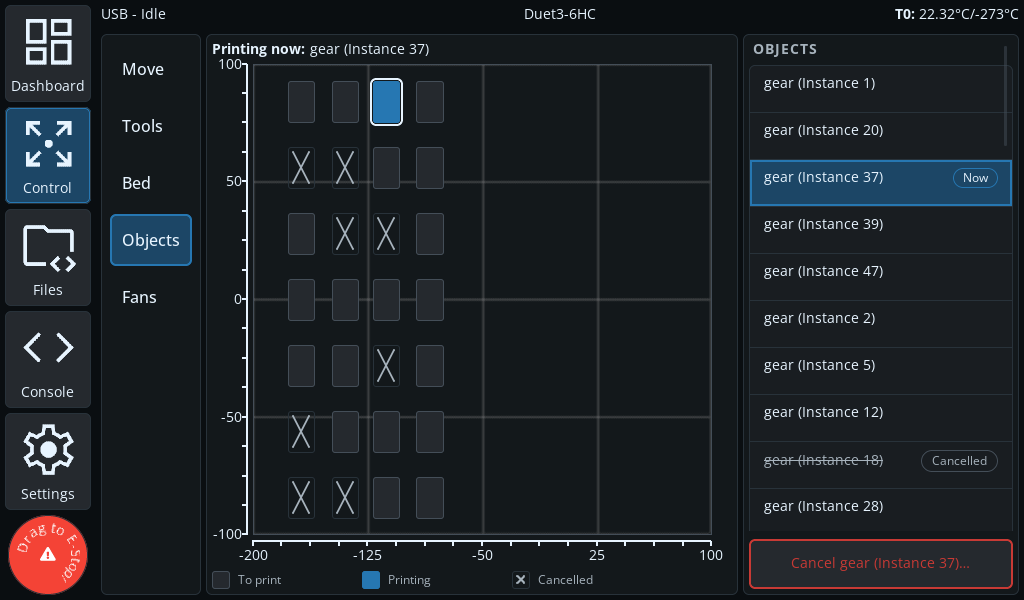 USB - Idle
Duet3-6HC
T0: 22.32°C/-273°C
Dashboard
Control
Files
Console
Settings
Drag to E-Stop!
Move
Tools
Bed
Objects
Fans
Printing now: gear (Instance 37)
100
50
0
-50
-100
-200
-125
-50
25
100
To print
Printing
Cancelled
OBJECTS
gear (Instance 1)
gear (Instance 20)
gear (Instance 37) Now
gear (Instance 39)
gear (Instance 47)
gear (Instance 2)
gear (Instance 5)
gear (Instance 12)
gear (Instance 18) Cancelled
gear (Instance 28)
Cancel gear (Instance 37)...